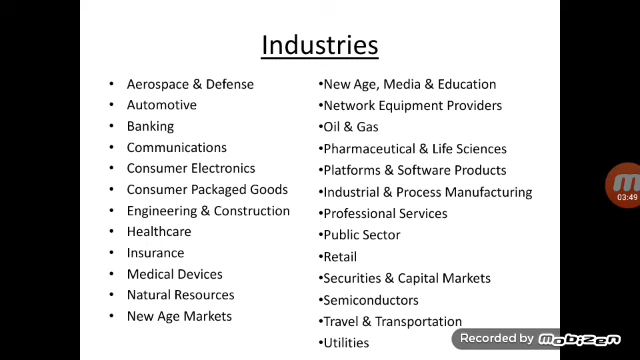 Industries
• Aerospace & Defense
• Automotive
• Banking
• Communications
• Consumer Electronics
• Consumer Packaged Goods
• Engineering & Construction
• Healthcare
• Insurance
• Medical Devices
• Natural Resources
• New Age Markets
•New Age, Media & Education
•Network Equipment Providers
•Oil & Gas
•Pharmaceutical & Life Sciences
•Platforms & Software Products
•Industrial & Process Manufacturing
•Professional Services
•Public Sector
•Retail
•Securities & Capital Markets
•Semiconductors
•Travel & Transportation
•Utilities
03:49
Recorded by mobizen